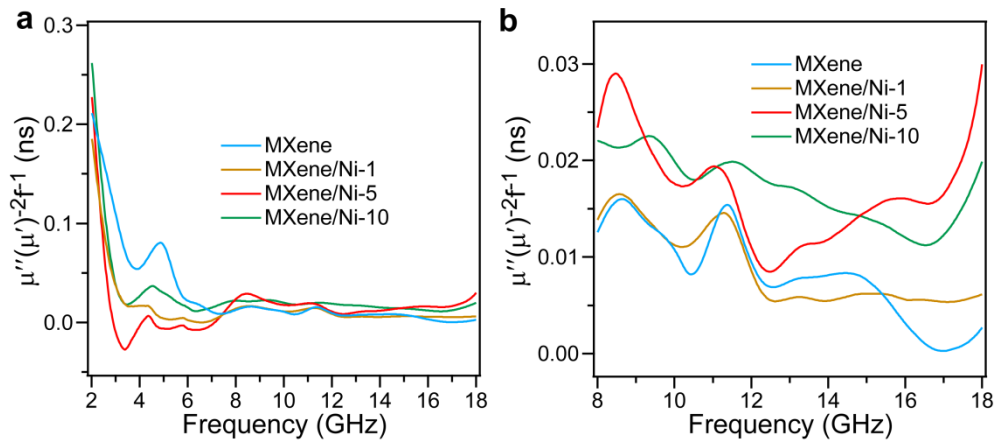 a
0.3
0.2
0.1
0.0
μ′′(μ′)-2f-1 (ns)
MXene
MXene/Ni-1
MXene/Ni-5
MXene/Ni-10
2 4 6 8 10 12 14 16 18
Frequency (GHz)
b
0.03
0.02
0.01
0.00
μ′′(μ′)-2f-1 (ns)
MXene
MXene/Ni-1
MXene/Ni-5
MXene/Ni-10
8 10 12 14 16 18
Frequency (GHz)